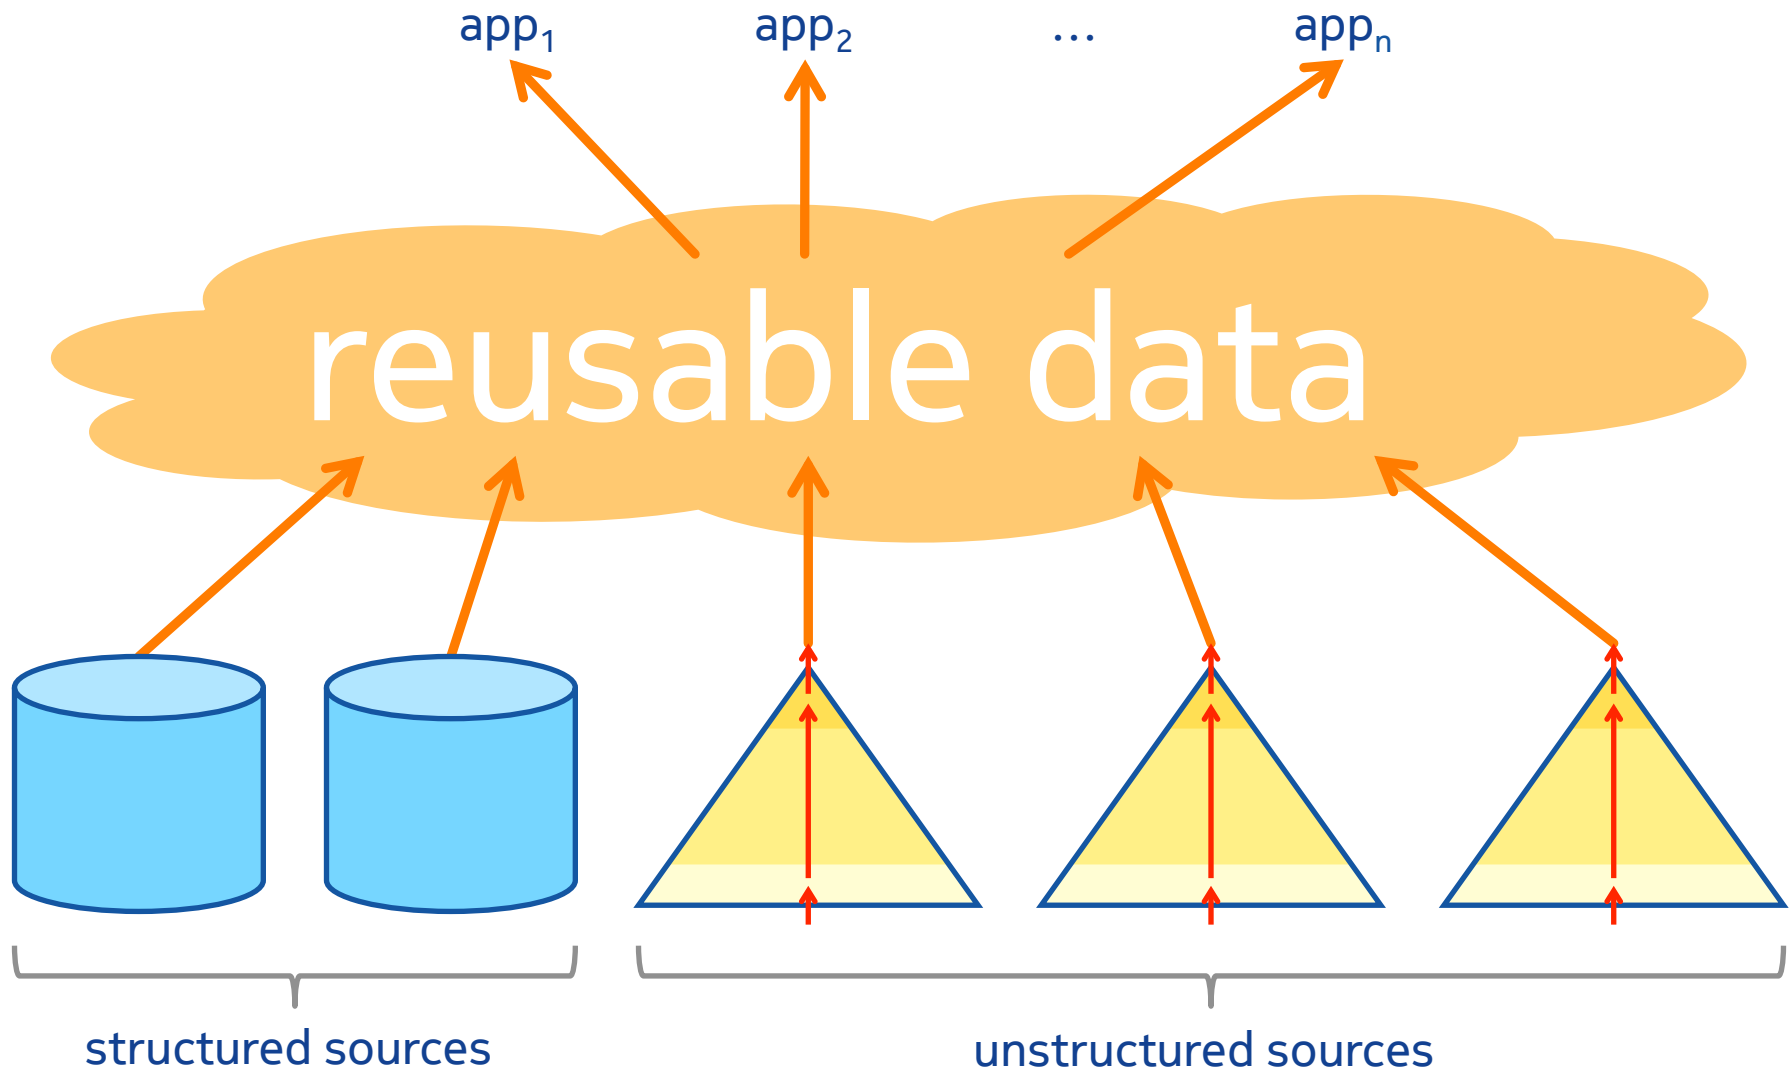 app₁ app₂ … appₙ
reusable data
structured sources unstructured sources